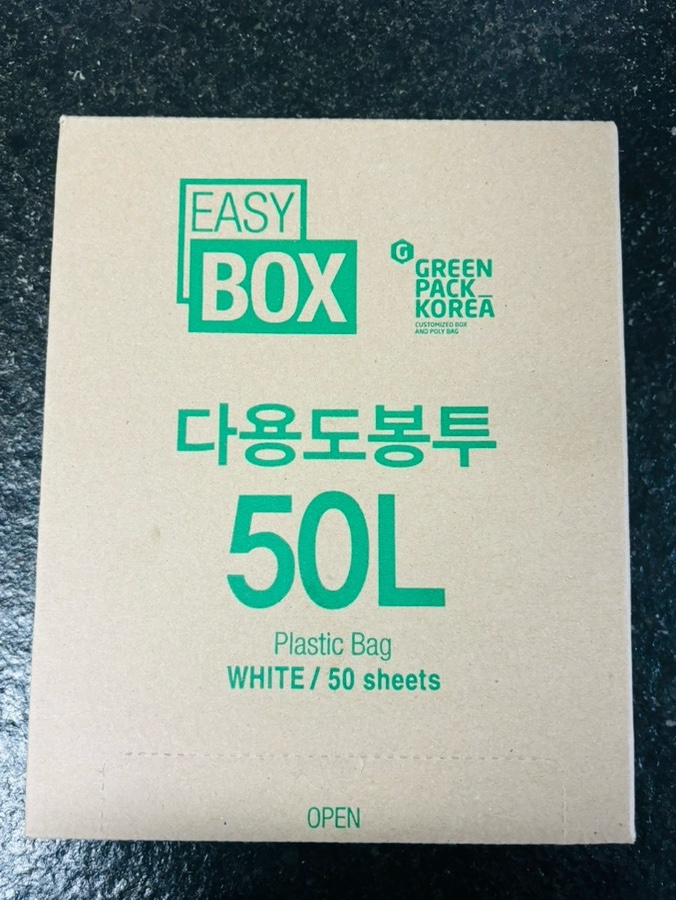 EASY
BOX
G
GREEN
PACK_
KOREA
CUSTOMIZED BOX
AND POLY BAG
다용도봉투
50L
Plastic Bag
WHITE / 50 sheets
OPEN